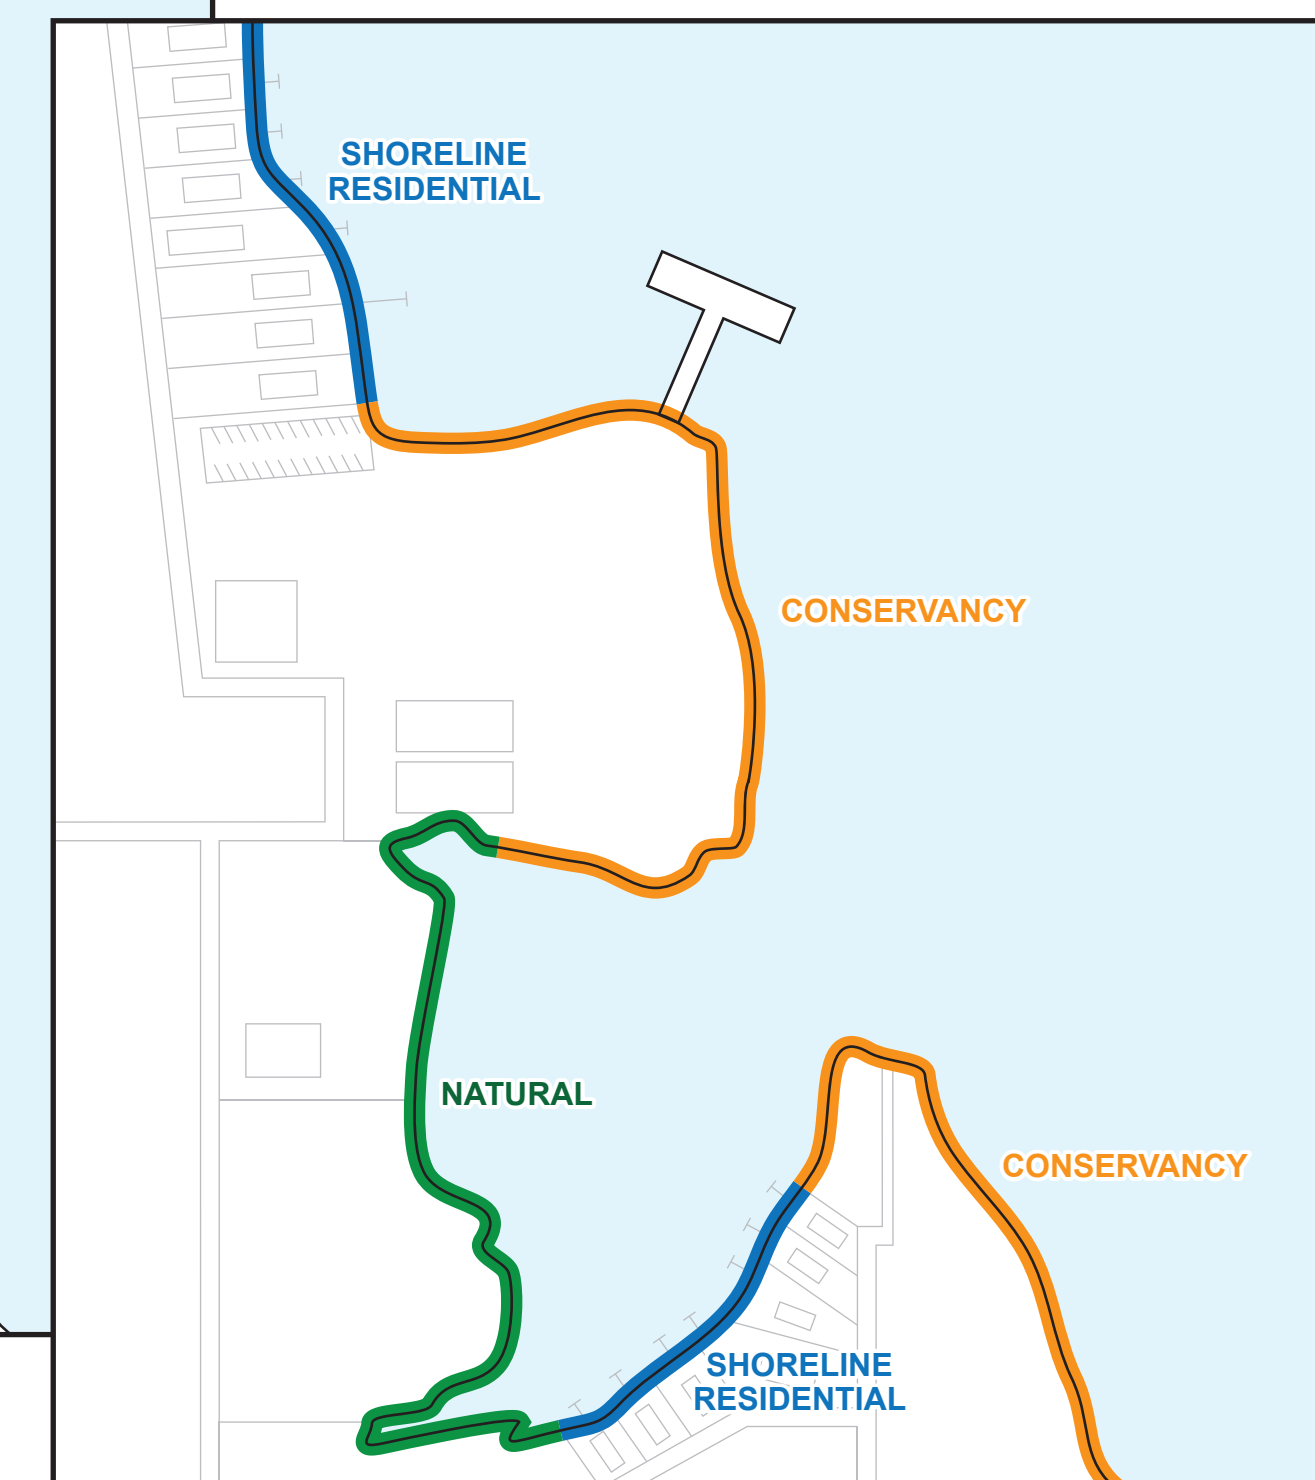 SHORELINE
RESIDENTIAL
CONSERVANCY
NATURAL
CONSERVANCY
SHORELINE
RESIDENTIAL